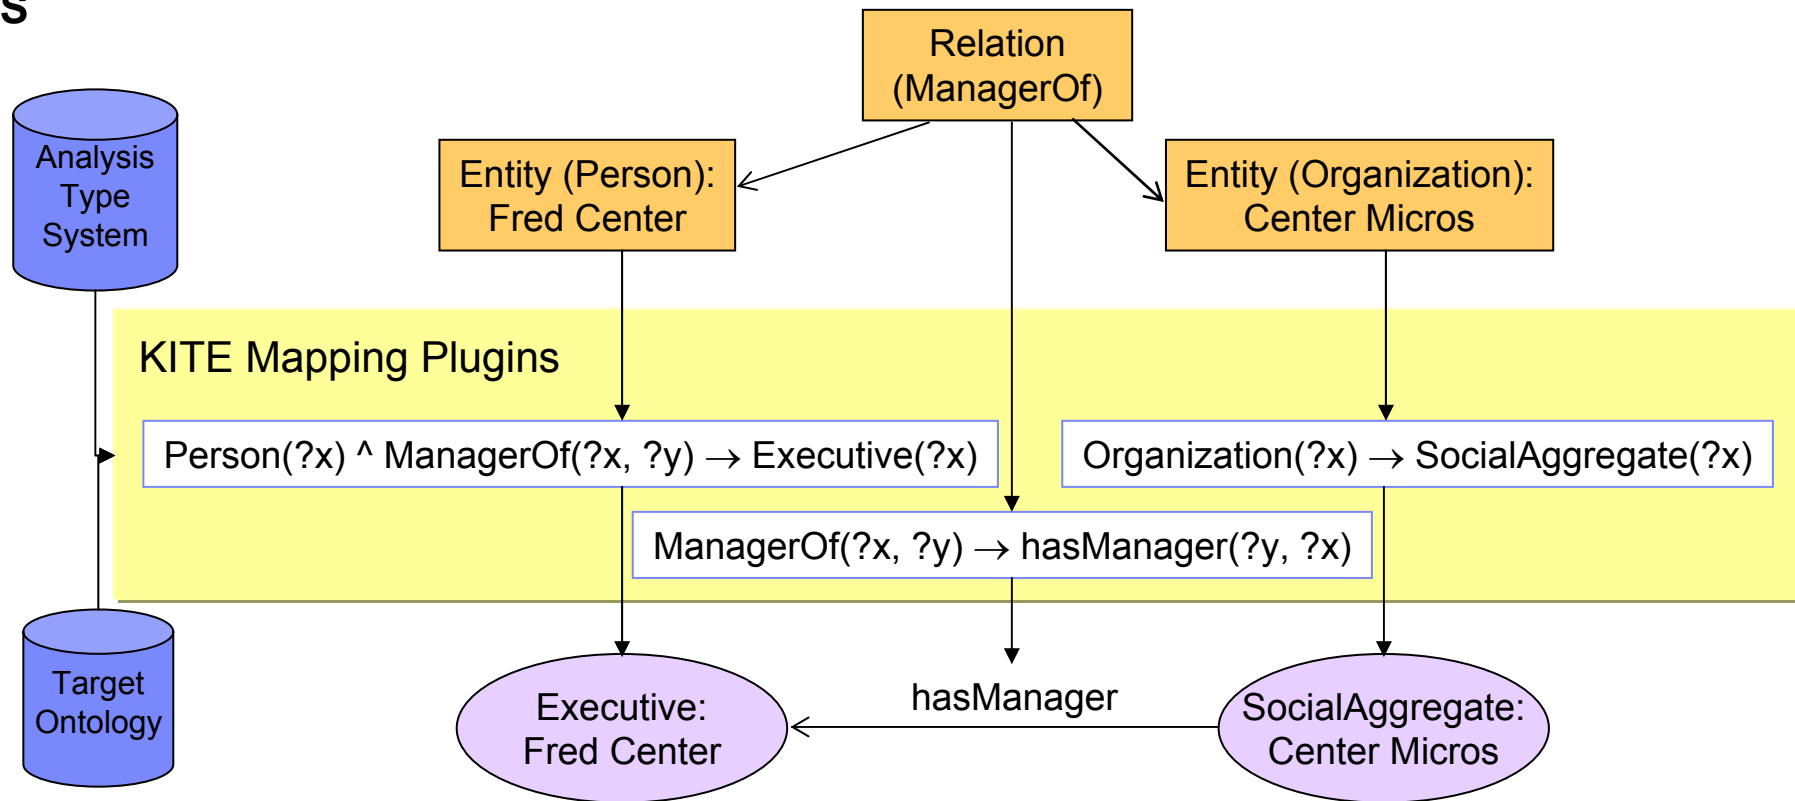 s
Relation
(ManagerOf)
Analysis
Type
System
Entity (Person):
Fred Center
Entity (Organization):
Center Micros
KITE Mapping Plugins
Person(?x) ^ ManagerOf(?x, ?y) → Executive(?x)
Organization(?x) → SocialAggregate(?x)
ManagerOf(?x, ?y) → hasManager(?y, ?x)
Target
Ontology
Executive:
Fred Center
hasManager
SocialAggregate:
Center Micros